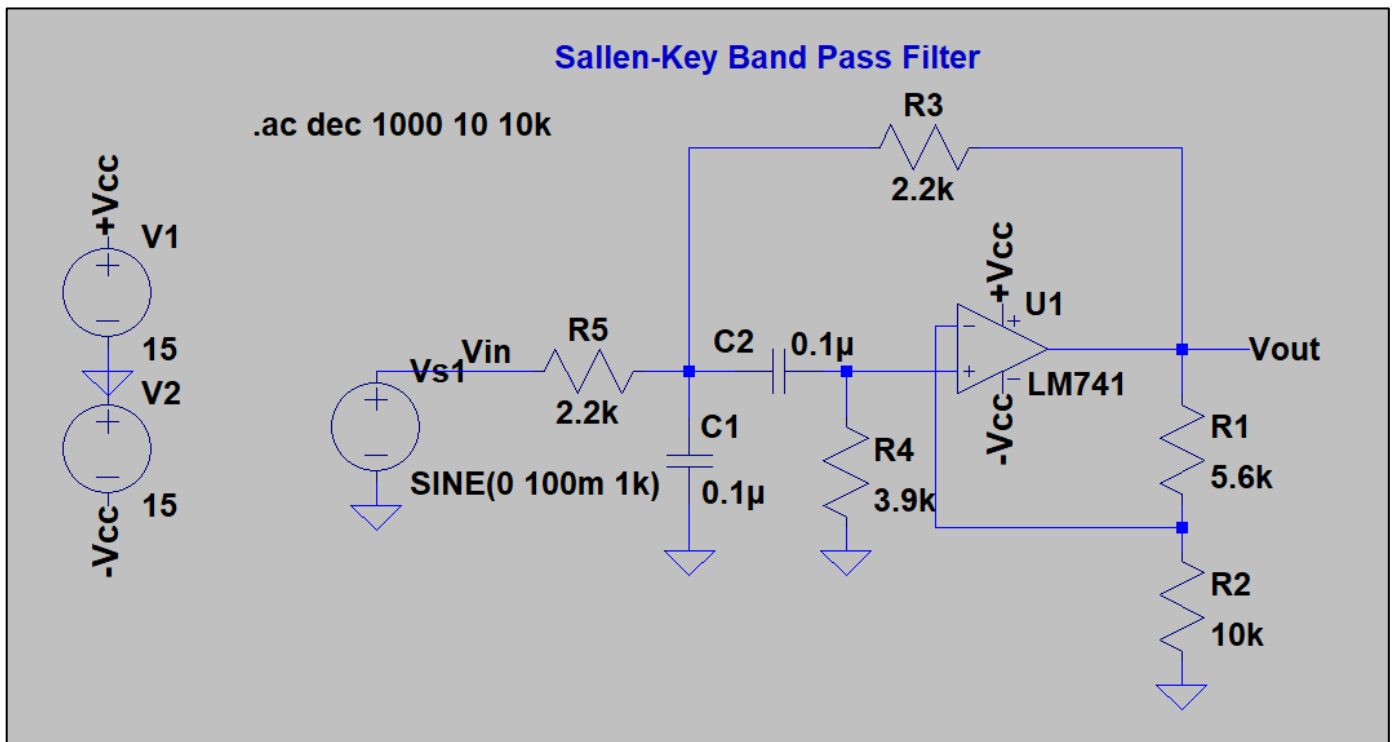 Sallen-Key Band Pass Filter
.ac dec 1000 10 10k
R3
2.2k
+Vcc
V1
15
V2
15
-Vcc
Vin
Vs1
SINE(0 100m 1k)
R5
2.2k
C1
0.1µ
C2
0.1µ
R4
3.9k
+Vcc
U1
LM741
-Vcc
Vout
R1
5.6k
R2
10k